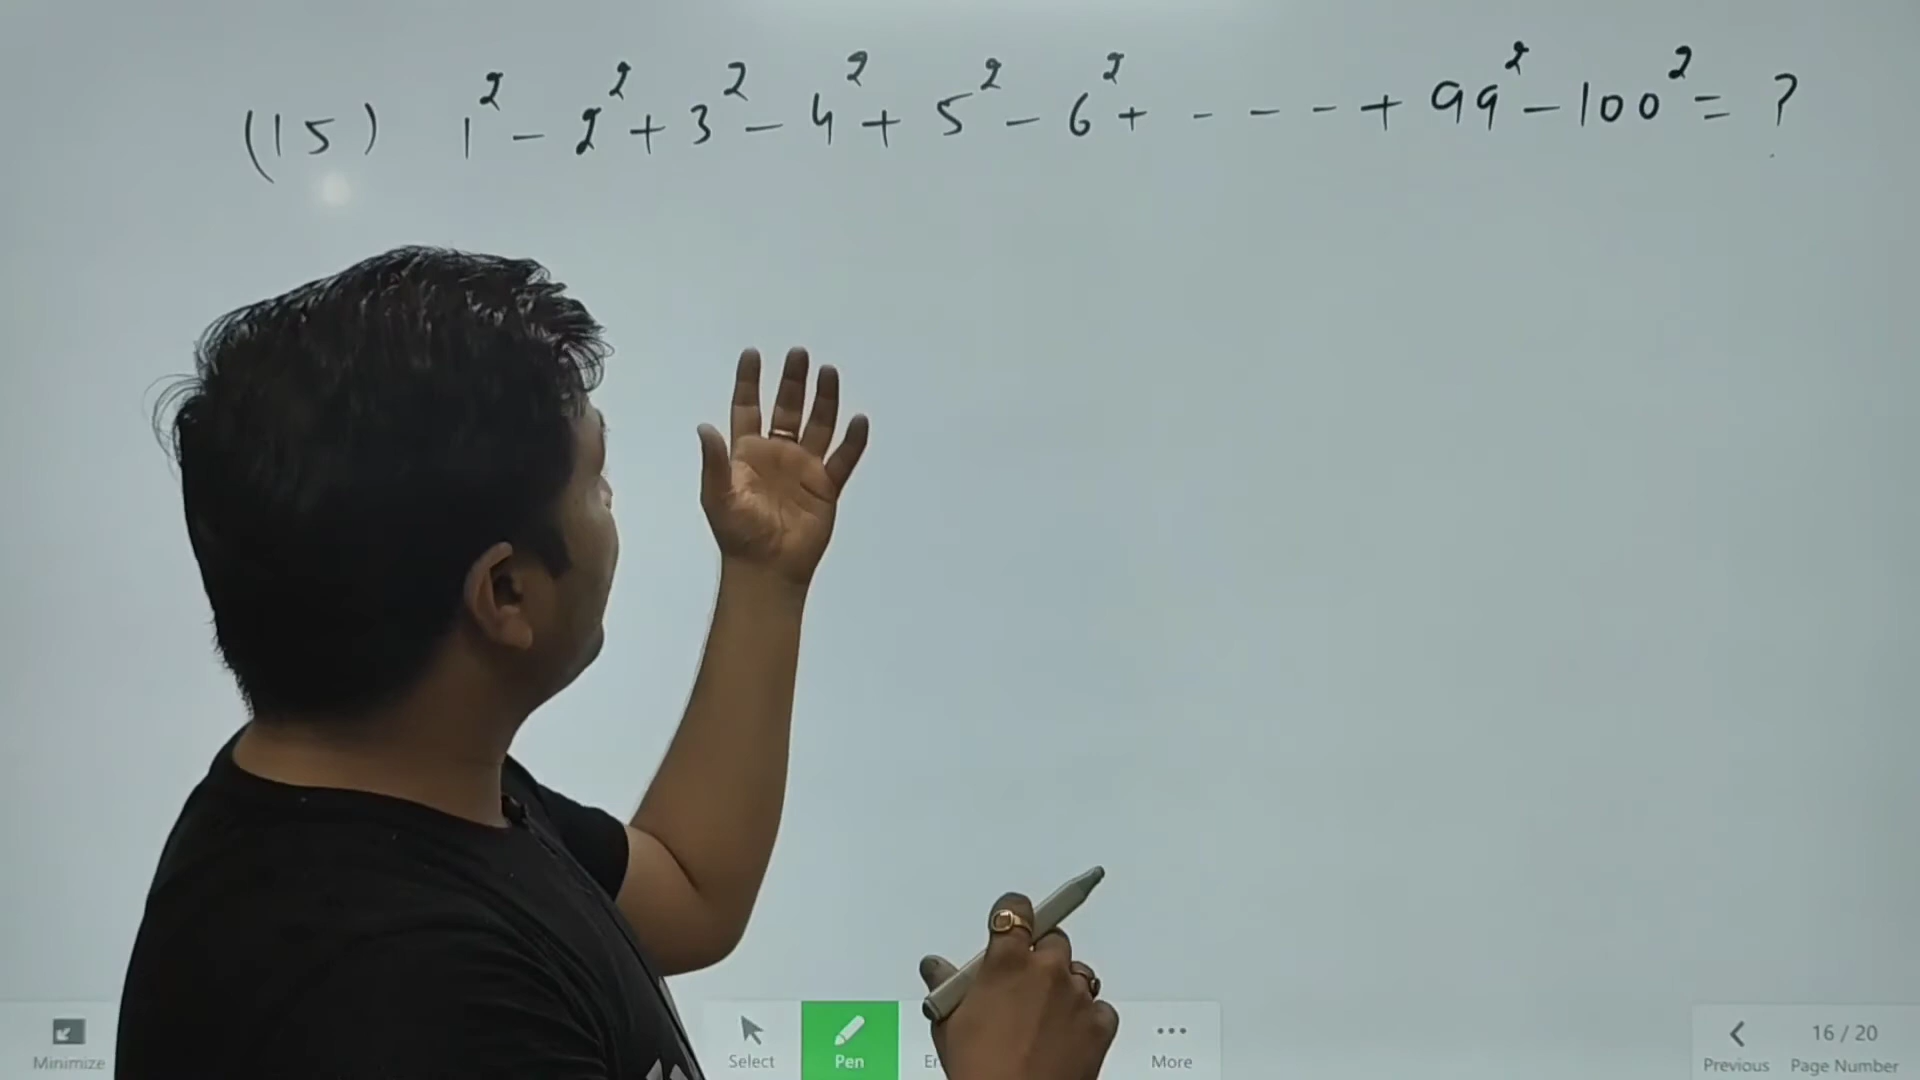 (15) 1² - 2² + 3² - 4² + 5² - 6² + - - - - + 99² - 100² = ?
Minimize
Select
Pen
More
Previous
16 / 20
Page Number